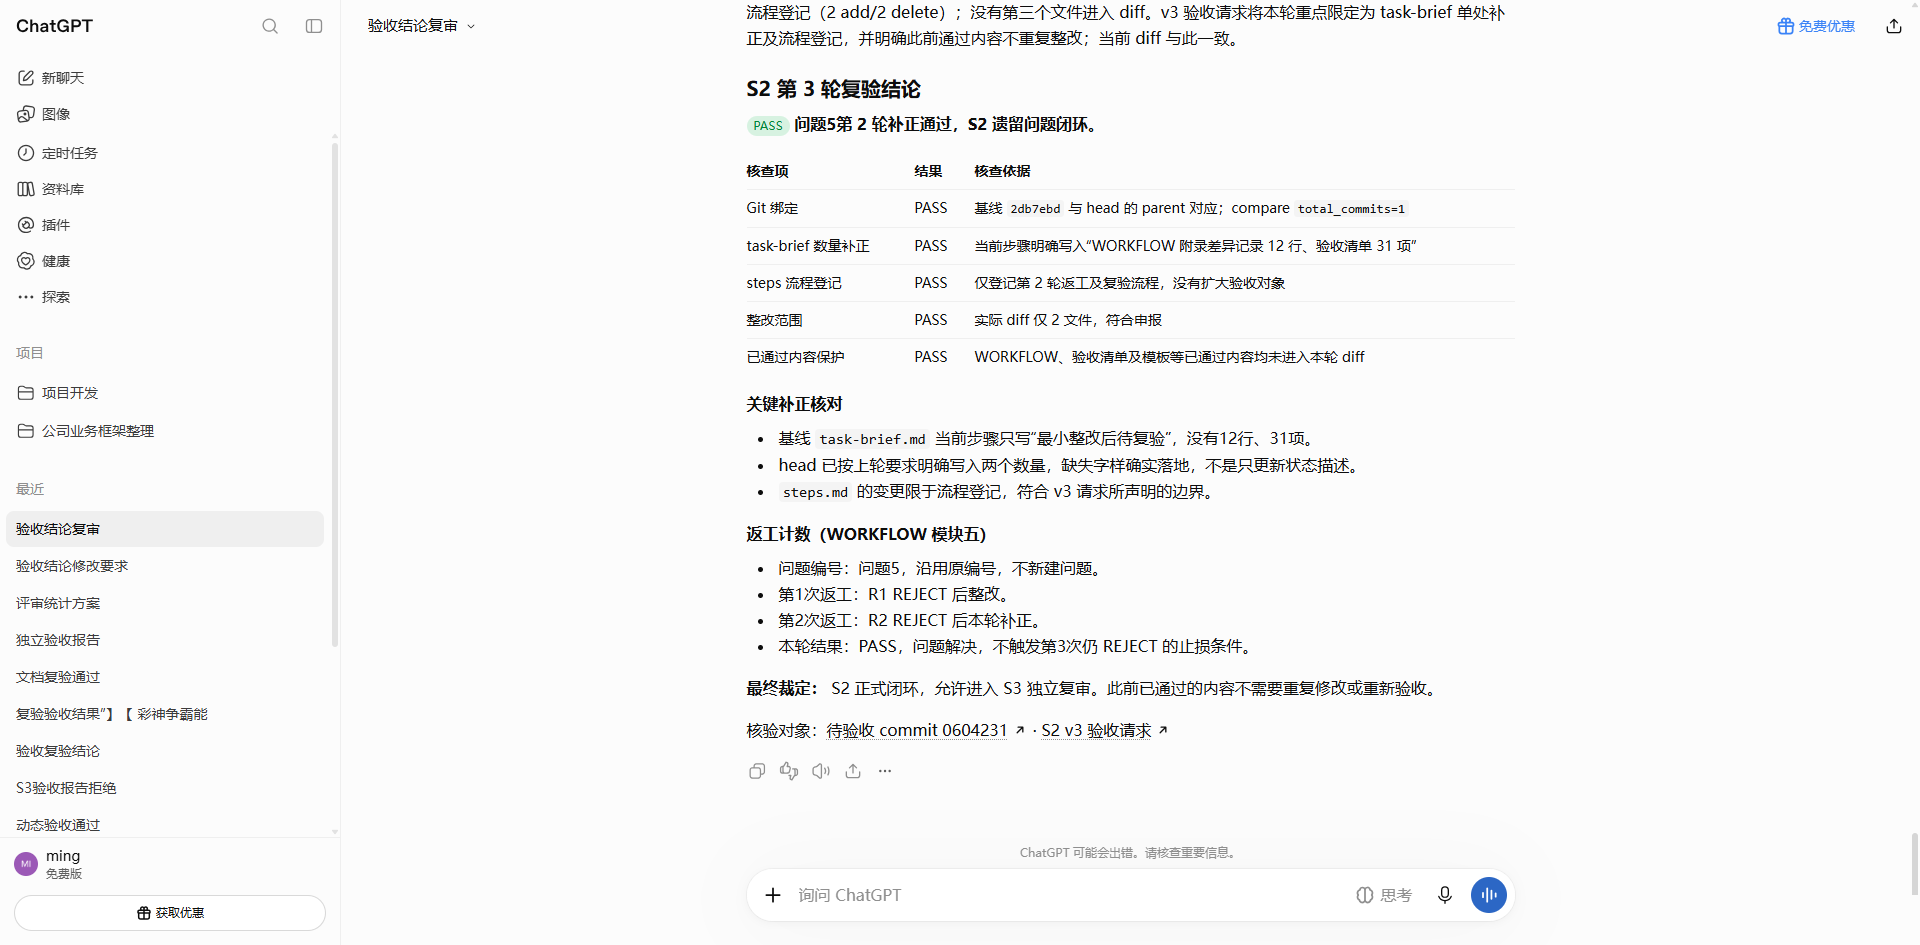 ChatGPT
新聊天
图像
定时任务
资料库
插件
健康
探索
项目
项目开发
公司业务框架整理
最近
验收结论复审
验收结论修改要求
评审统计方案
独立验收报告
文档复验通过
复验验收结果”】【 彩神争霸能
验收复验结论
S3验收报告拒绝
动态验收通过
MI
ming
免费版
获取优惠
验收结论复审
免费优惠
流程登记（2 add/2 delete）；没有第三个文件进入 diff。v3 验收请求将本轮重点限定为 task-brief 单处补
正及流程登记，并明确此前通过内容不重复整改；当前 diff 与此一致。
S2 第 3 轮复验结论
PASS 问题5第 2 轮补正通过，S2 遗留问题闭环。
核查项 结果 核查依据
Git 绑定 PASS 基线 2db7ebd 与 head 的 parent 对应；compare total_commits=1
task-brief 数量补正 PASS 当前步骤明确写入“WORKFLOW 附录差异记录 12 行、验收清单 31 项”
steps 流程登记 PASS 仅登记第 2 轮返工及复验流程，没有扩大验收对象
整改范围 PASS 实际 diff 仅 2 文件，符合申报
已通过内容保护 PASS WORKFLOW、验收清单及模板等已通过内容均未进入本轮 diff
关键补正核对
• 基线 task-brief.md 当前步骤只写“最小整改后待复验”，没有12行、31项。
• head 已按上轮要求明确写入两个数量，缺失字样确实落地，不是只更新状态描述。
• steps.md 的变更限于流程登记，符合 v3 请求所声明的边界。
返工计数（WORKFLOW 模块五）
• 问题编号：问题5，沿用原编号，不新建问题。
• 第1次返工：R1 REJECT 后整改。
• 第2次返工：R2 REJECT 后本轮补正。
• 本轮结果：PASS，问题解决，不触发第3次仍 REJECT 的止损条件。
最终裁定： S2 正式闭环，允许进入 S3 独立复审。此前已通过的内容不需要重复修改或重新验收。
核验对象：待验收 commit 0604231 ↗ · S2 v3 验收请求 ↗
ChatGPT 可能会出错。请核查重要信息。
询问 ChatGPT
思考